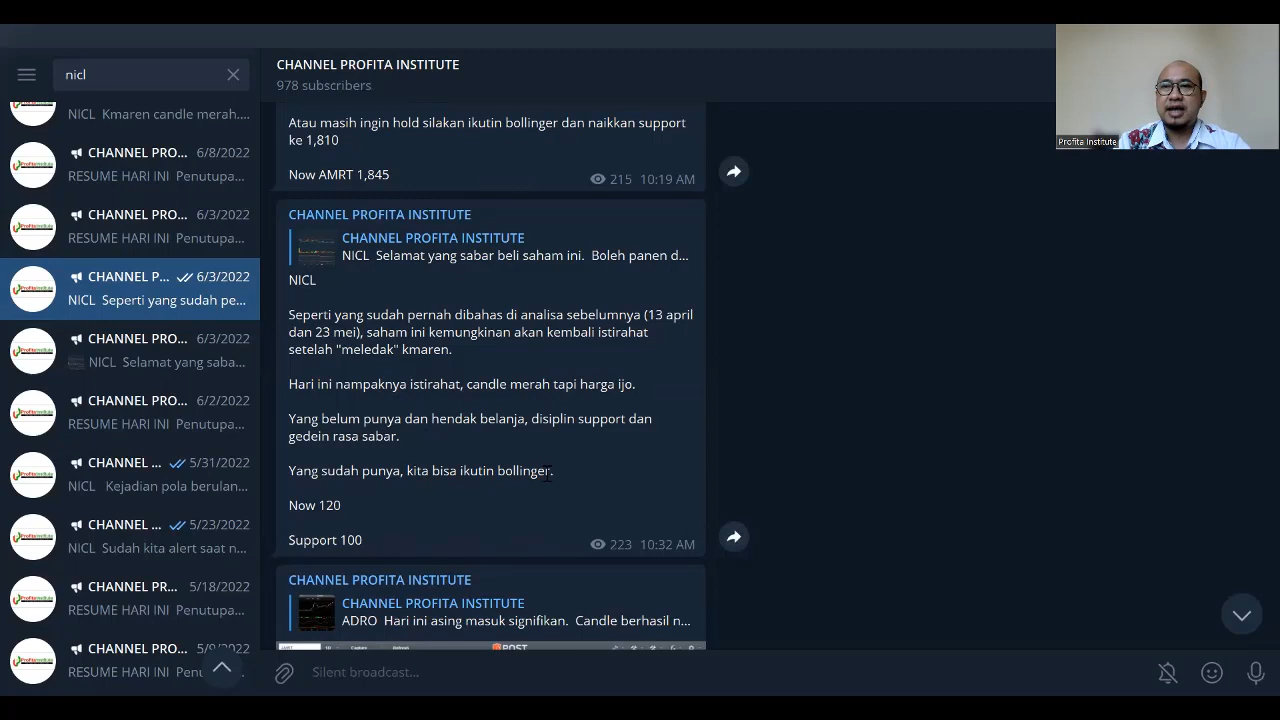 nicl
NICL Kmaren candle merah....
CHANNEL PRO... 6/8/2022
RESUME HARI INI Penutupa...
CHANNEL PRO... 6/3/2022
RESUME HARI INI Penutupa...
CHANNEL P... 6/3/2022
NICL Seperti yang sudah pe...
CHANNEL PRO... 6/3/2022
NICL Selamat yang saba...
CHANNEL PRO... 6/2/2022
RESUME HARI INI Penutupa...
CHANNEL ... 5/31/2022
NICL Kejadian pola berulan...
CHANNEL ... 5/23/2022
NICL Sudah kita alert saat n...
CHANNEL PR... 5/18/2022
RESUME HARI INI Penutupa...
CHANNEL PRO...
RESUME HARI INI
CHANNEL PROFITA INSTITUTE
978 subscribers
Atau masih ingin hold silakan ikutin bollinger dan naikkan support
ke 1,810
Now AMRT 1,845
215 10:19 AM
CHANNEL PROFITA INSTITUTE
CHANNEL PROFITA INSTITUTE
NICL Selamat yang sabar beli saham ini. Boleh panen d...
NICL
Seperti yang sudah pernah dibahas di analisa sebelumnya (13 april
dan 23 mei), saham ini kemungkinan akan kembali istirahat
setelah "meledak" kmaren.
Hari ini nampaknya istirahat, candle merah tapi harga ijo.
Yang belum punya dan hendak belanja, disiplin support dan
gedein rasa sabar.
Yang sudah punya, kita bisa ikutin bollinger.
Now 120
Support 100
223 10:32 AM
CHANNEL PROFITA INSTITUTE
CHANNEL PROFITA INSTITUTE
ADRO Hari ini asing masuk signifikan. Candle berhasil n...
Silent broadcast...
Profita Institute